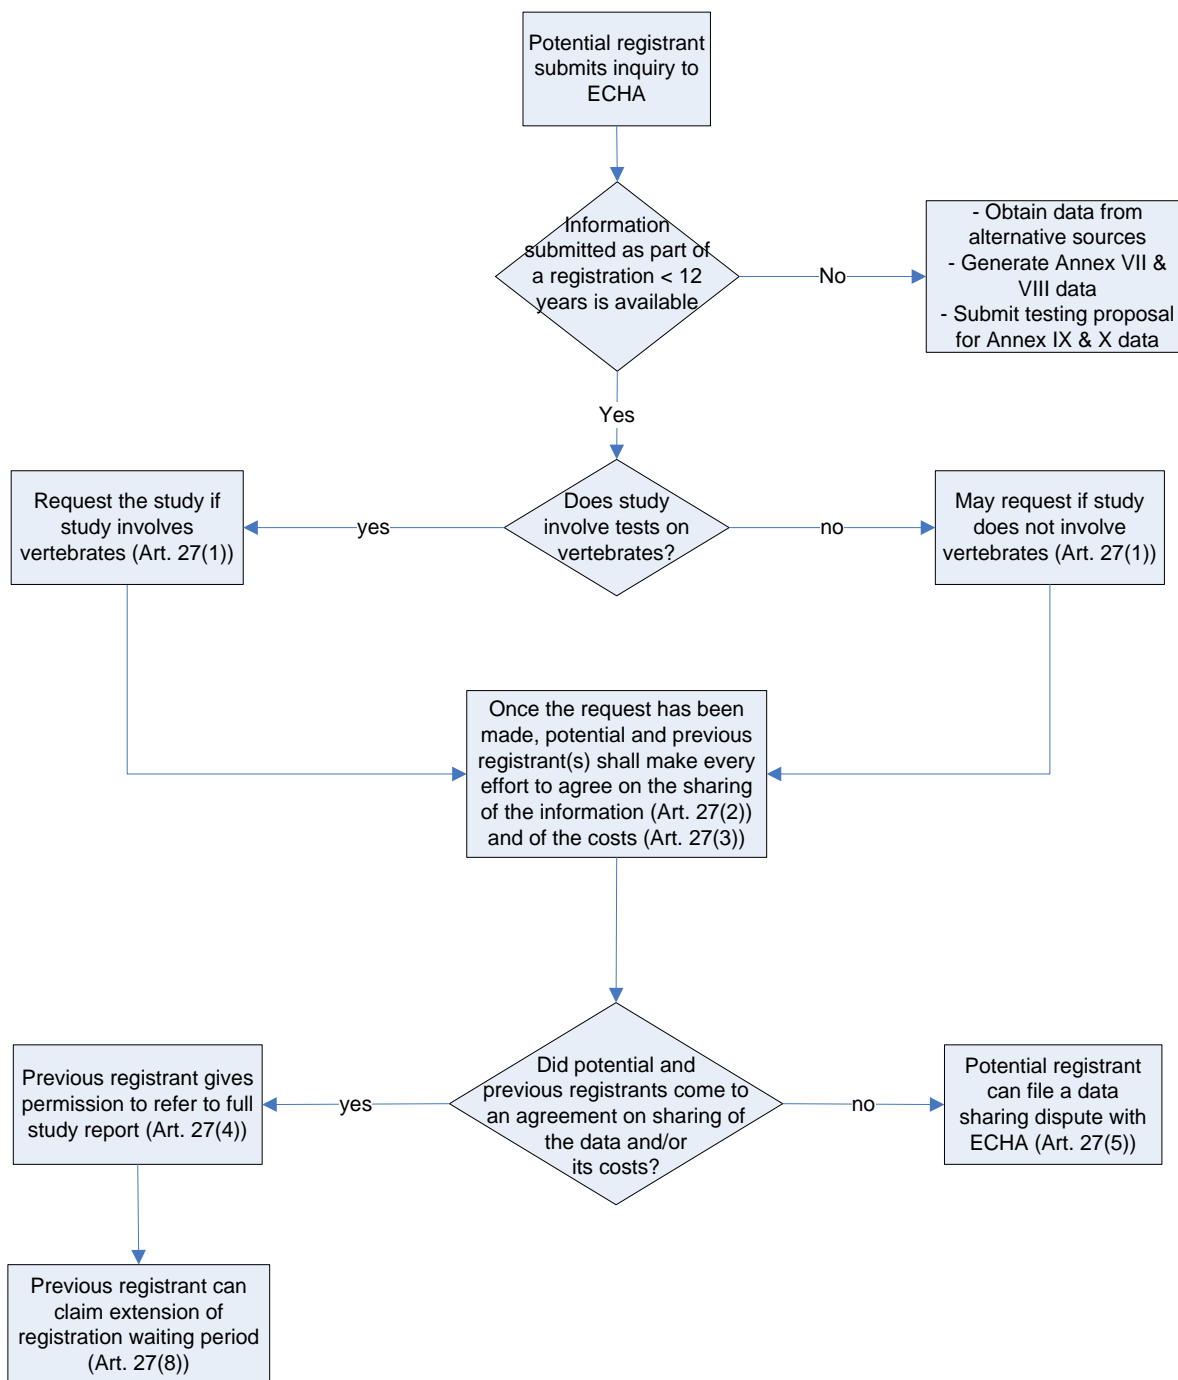 Potential registrant
submits inquiry to
ECHA
Information
submitted as part of
a registration < 12
years is available
No
- Obtain data from
alternative sources
- Generate Annex VII &
VIII data
- Submit testing proposal
for Annex IX & X data
Yes
Request the study if
study involves
vertebrates (Art. 27(1))
yes
Does study
involve tests on
vertebrates?
no
May request if study
does not involve
vertebrates (Art. 27(1))
Once the request has been
made, potential and previous
registrant(s) shall make every
effort to agree on the sharing
of the information (Art. 27(2))
and of the costs (Art. 27(3))
Previous registrant gives
permission to refer to full
study report (Art. 27(4))
yes
Did potential and
previous registrants come to
an agreement on sharing of
the data and/or
its costs?
no
Potential registrant
can file a data
sharing dispute with
ECHA (Art. 27(5))
Previous registrant can
claim extension of
registration waiting period
(Art. 27(8))